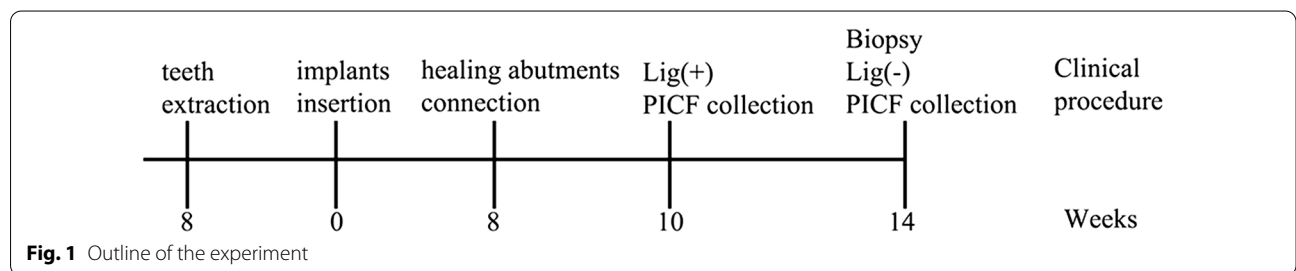 teeth
extraction
implants
insertion
healing abutments
connection
Lig(+)
PICF collection
Biopsy
Lig(-)
PICF collection
Clinical
procedure
8
0
8
10
14
Weeks
Fig. 1 Outline of the experiment